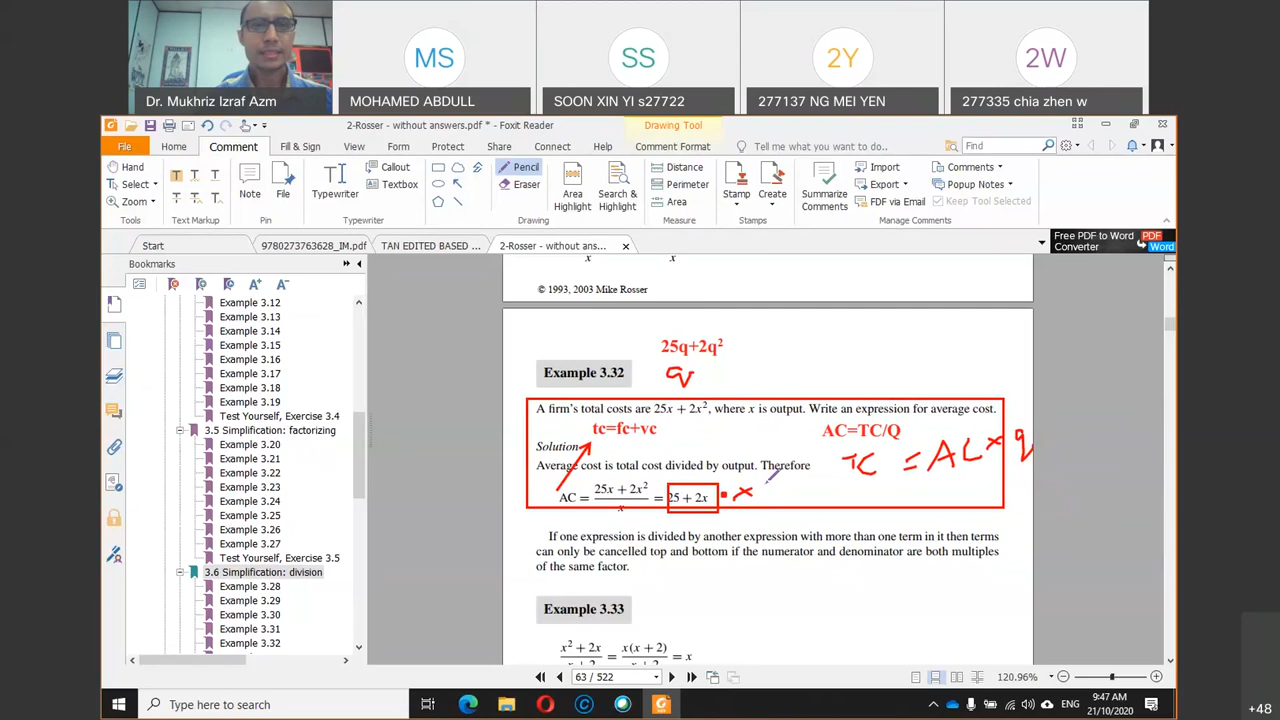 MS
SS
2Y
2W
Dr. Mukhriz Izraf Azm
MOHAMED ABDULL
SOON XIN YI s27722
277137 NG MEI YEN
277335 chia zhen w
2-Rosser - without answers.pdf * - Foxit Reader
Drawing Tool
File Home Comment Fill & Sign View Form Protect Share Connect Help Comment Format Tell me what you want to do... Find
Hand
Select
Zoom
Tools
T T T
T T T
Text Markup
Note
File
Pin
Typewriter
Callout
Textbox
Typewriter
Pencil
Eraser
Drawing
Area Highlight
Search & Highlight
Distance
Perimeter
Area
Measure
Stamp
Create
Stamps
Summarize Comments
Import
Export
FDF via Email
Comments
Popup Notes
Keep Tool Selected
Manage Comments
Start
9780273763628_IM.pdf
TAN EDITED BASED ...
2-Rosser - without ans...
Free PDF to Word Converter
PDF
Word
Bookmarks
Example 3.12
Example 3.13
Example 3.14
Example 3.15
Example 3.16
Example 3.17
Example 3.18
Example 3.19
Test Yourself, Exercise 3.4
3.5 Simplification: factorizing
Example 3.20
Example 3.21
Example 3.22
Example 3.23
Example 3.24
Example 3.25
Example 3.26
Example 3.27
Test Yourself, Exercise 3.5
3.6 Simplification: division
Example 3.28
Example 3.29
Example 3.30
Example 3.31
Example 3.32
x x
© 1993, 2003 Mike Rosser
25q+2q²
Example 3.32
q
A firm's total costs are 25x + 2x², where x is output. Write an expression for average cost.
tc=fc+vc
AC=TC/Q
Solution
TC = AC x q
Average cost is total cost divided by output. Therefore
AC = 25x + 2x² / x = 25 + 2x · x
If one expression is divided by another expression with more than one term in it then terms
can only be cancelled top and bottom if the numerator and denominator are both multiples
of the same factor.
Example 3.33
x² + 2x / x + 2 = x(x + 2) / x + 2 = x
63 / 522
120.96%
Type here to search
ENG
9:47 AM
21/10/2020
+48